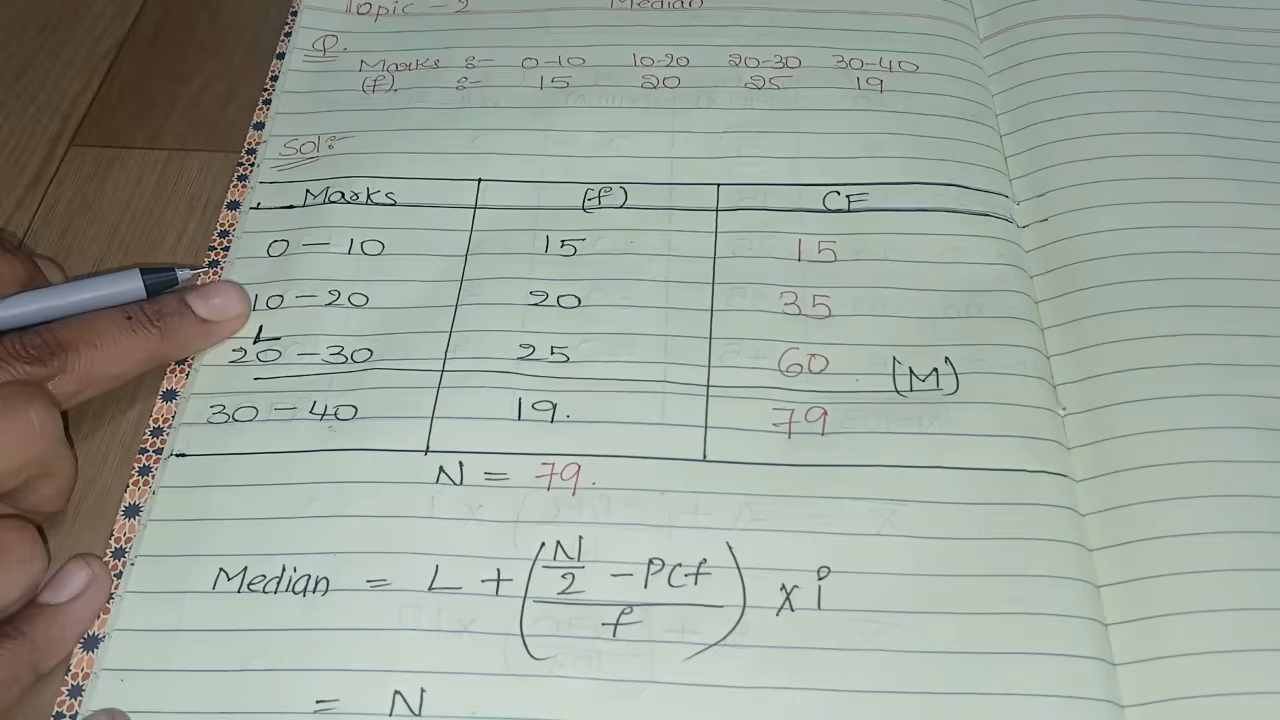 Topic - 2 Median
Q.
Marks :- 0-10 10-20 20-30 30-40
(f). :- 15 20 25 19
Sol:-
Marks (f) CF
0 - 10 15 15
10 - 20 20 35
L
20 - 30 25 60 (M)
30 - 40 19. 79
N = 79.
Median = L + ( (N/2 - PCf) / f ) × i
= N